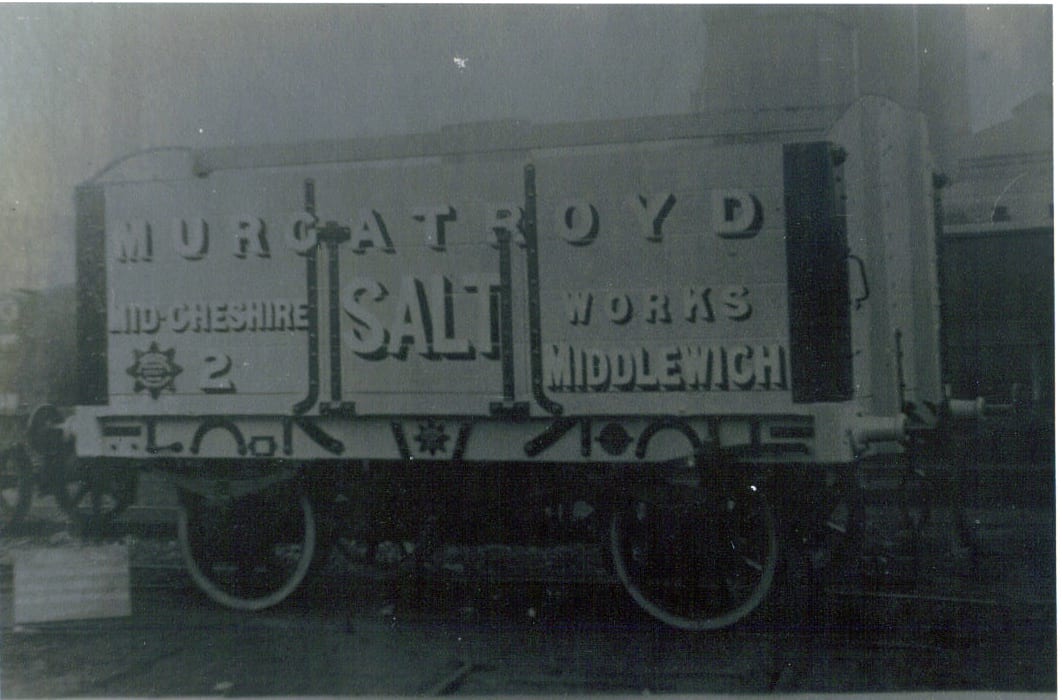 MURGATROYD
MID-CHESHIRE SALT WORKS
2 MIDDLEWICH